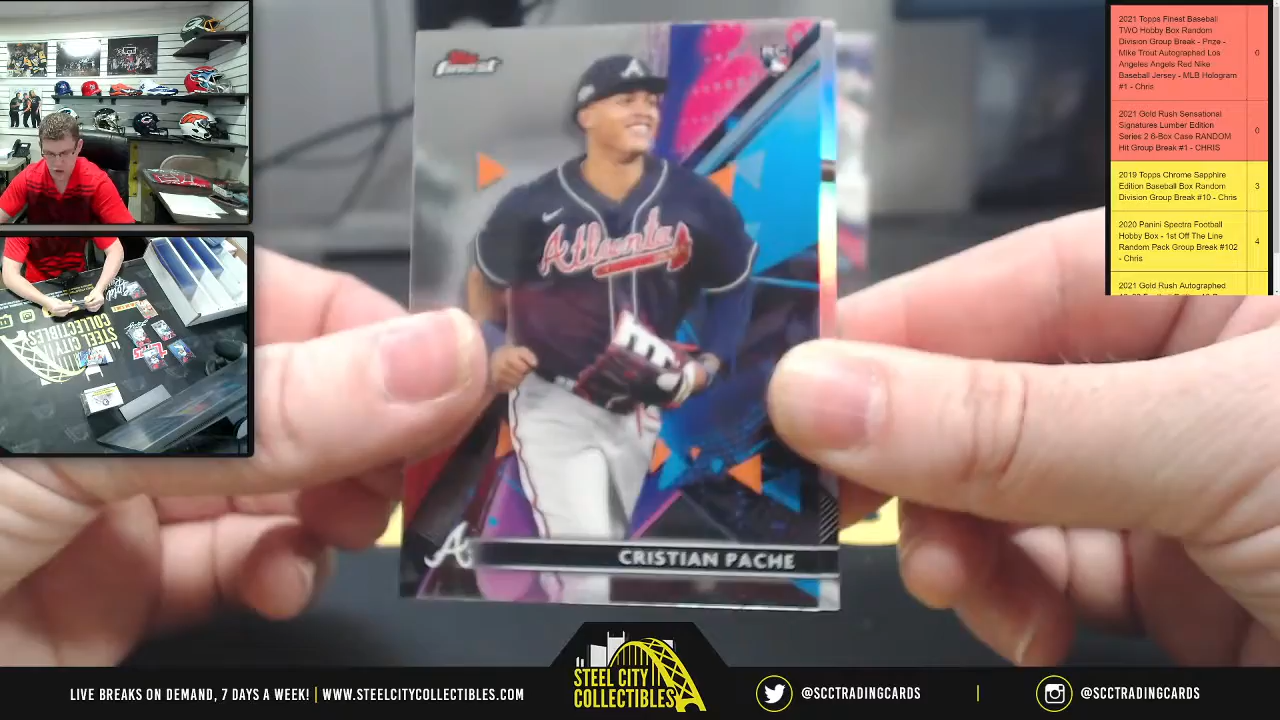 Topps
finest
RC
Atlanta
A
CRISTIAN PACHE
2021 Topps Finest Baseball
TWO Hobby Box Random
Division Group Break - Prize -
Mike Trout Autographed Los
Angeles Angels Red Nike
Baseball Jersey - MLB Hologram
#1 - Chris
0
2021 Gold Rush Sensational
Signatures Lumber Edition
Series 2 6-Box Case RANDOM
Hit Group Break #1 - CHRIS
0
2019 Topps Chrome Sapphire
Edition Baseball Box Random
Division Group Break #10 - Chris
3
2020 Panini Spectra Football
Hobby Box - 1st Off The Line
Random Pack Group Break #102
- Chris
4
2021 Gold Rush Autographed
STEEL CITY
COLLECTIBLES
LIVE BREAKS ON DEMAND, 7 DAYS A WEEK! | WWW.STEELCITYCOLLECTIBLES.COM
STEEL CITY
COLLECTIBLES
@SCCTRADINGCARDS | @SCCTRADINGCARDS